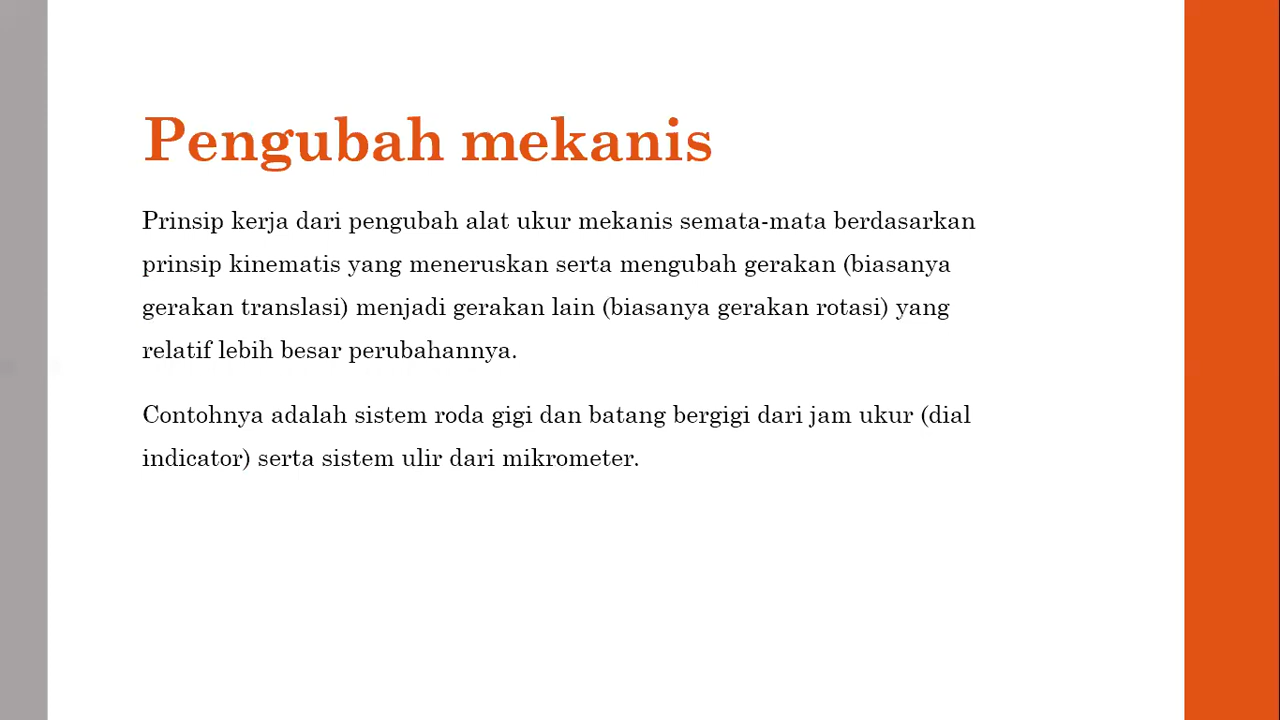 Pengubah mekanis
Prinsip kerja dari pengubah alat ukur mekanis semata-mata berdasarkan
prinsip kinematis yang meneruskan serta mengubah gerakan (biasanya
gerakan translasi) menjadi gerakan lain (biasanya gerakan rotasi) yang
relatif lebih besar perubahannya.
Contohnya adalah sistem roda gigi dan batang bergigi dari jam ukur (dial
indicator) serta sistem ulir dari mikrometer.